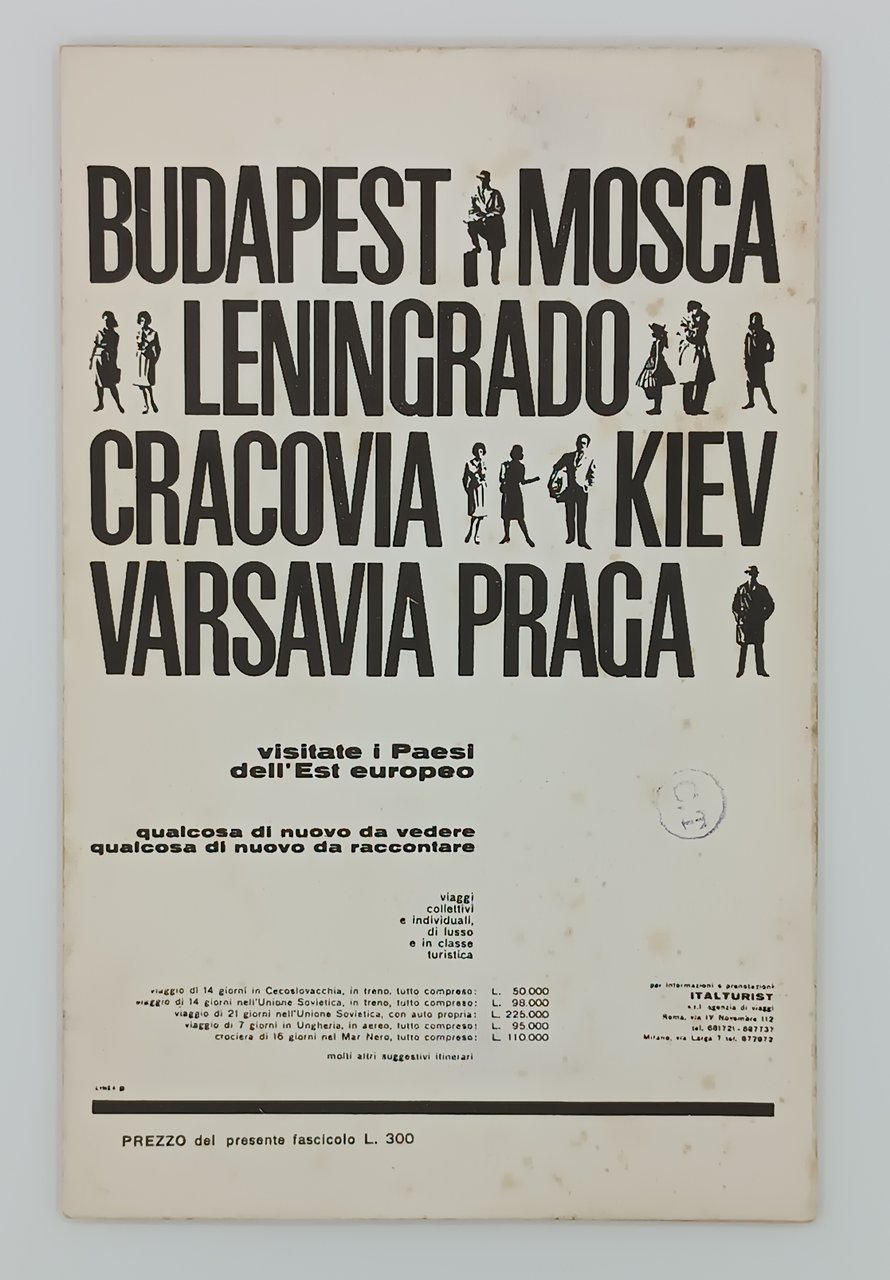 BUDAPEST MOSCA
LENINGRADO
CRACOVIA KIEV
VARSAVIA PRAGA
visitate i Paesi
dell'Est europeo
qualcosa di nuovo da vedere
qualcosa di nuovo da raccontare
viaggi
collettivi
e individuali,
di lusso
e in classe
turistica
viaggio di 14 giorni in Cecoslovacchia, in treno, tutto compreso: L. 50.000
viaggio di 14 giorni nell'Unione Sovietica, in treno, tutto compreso: L. 98.000
viaggio di 21 giorni nell'Unione Sovietica, con auto propria: L. 225.000
viaggio di 7 giorni in Ungheria, in aereo, tutto compreso: L. 95.000
crociera di 16 giorni nel Mar Nero, tutto compreso: L. 110.000
molti altri suggestivi itinerari
per informazioni e prenotazioni
ITALTURIST
s.r.l. agenzia di viaggi
Roma, via IV Novembre 112
tel. 681721 - 687737
Milano, via Larga 7 tel. 872972
PREZZO del presente fascicolo L. 300